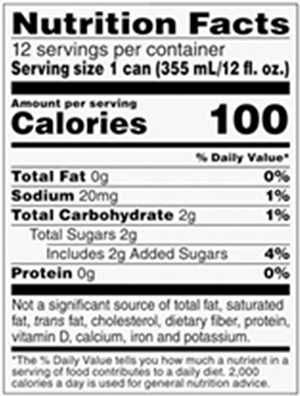 Nutrition Facts
12 servings per container
Serving size 1 can (355 mL/12 fl. oz.)
Amount per serving
Calories 100
% Daily Value*
Total Fat 0g 0%
Sodium 20mg 1%
Total Carbohydrate 2g 1%
Total Sugars 2g
Includes 2g Added Sugars 4%
Protein 0g 0%
Not a significant source of total fat, saturated
fat, trans fat, cholesterol, dietary fiber, protein,
vitamin D, calcium, iron and potassium.
*The % Daily Value tells you how much a nutrient in a
serving of food contributes to a daily diet. 2,000
calories a day is used for general nutrition advice.